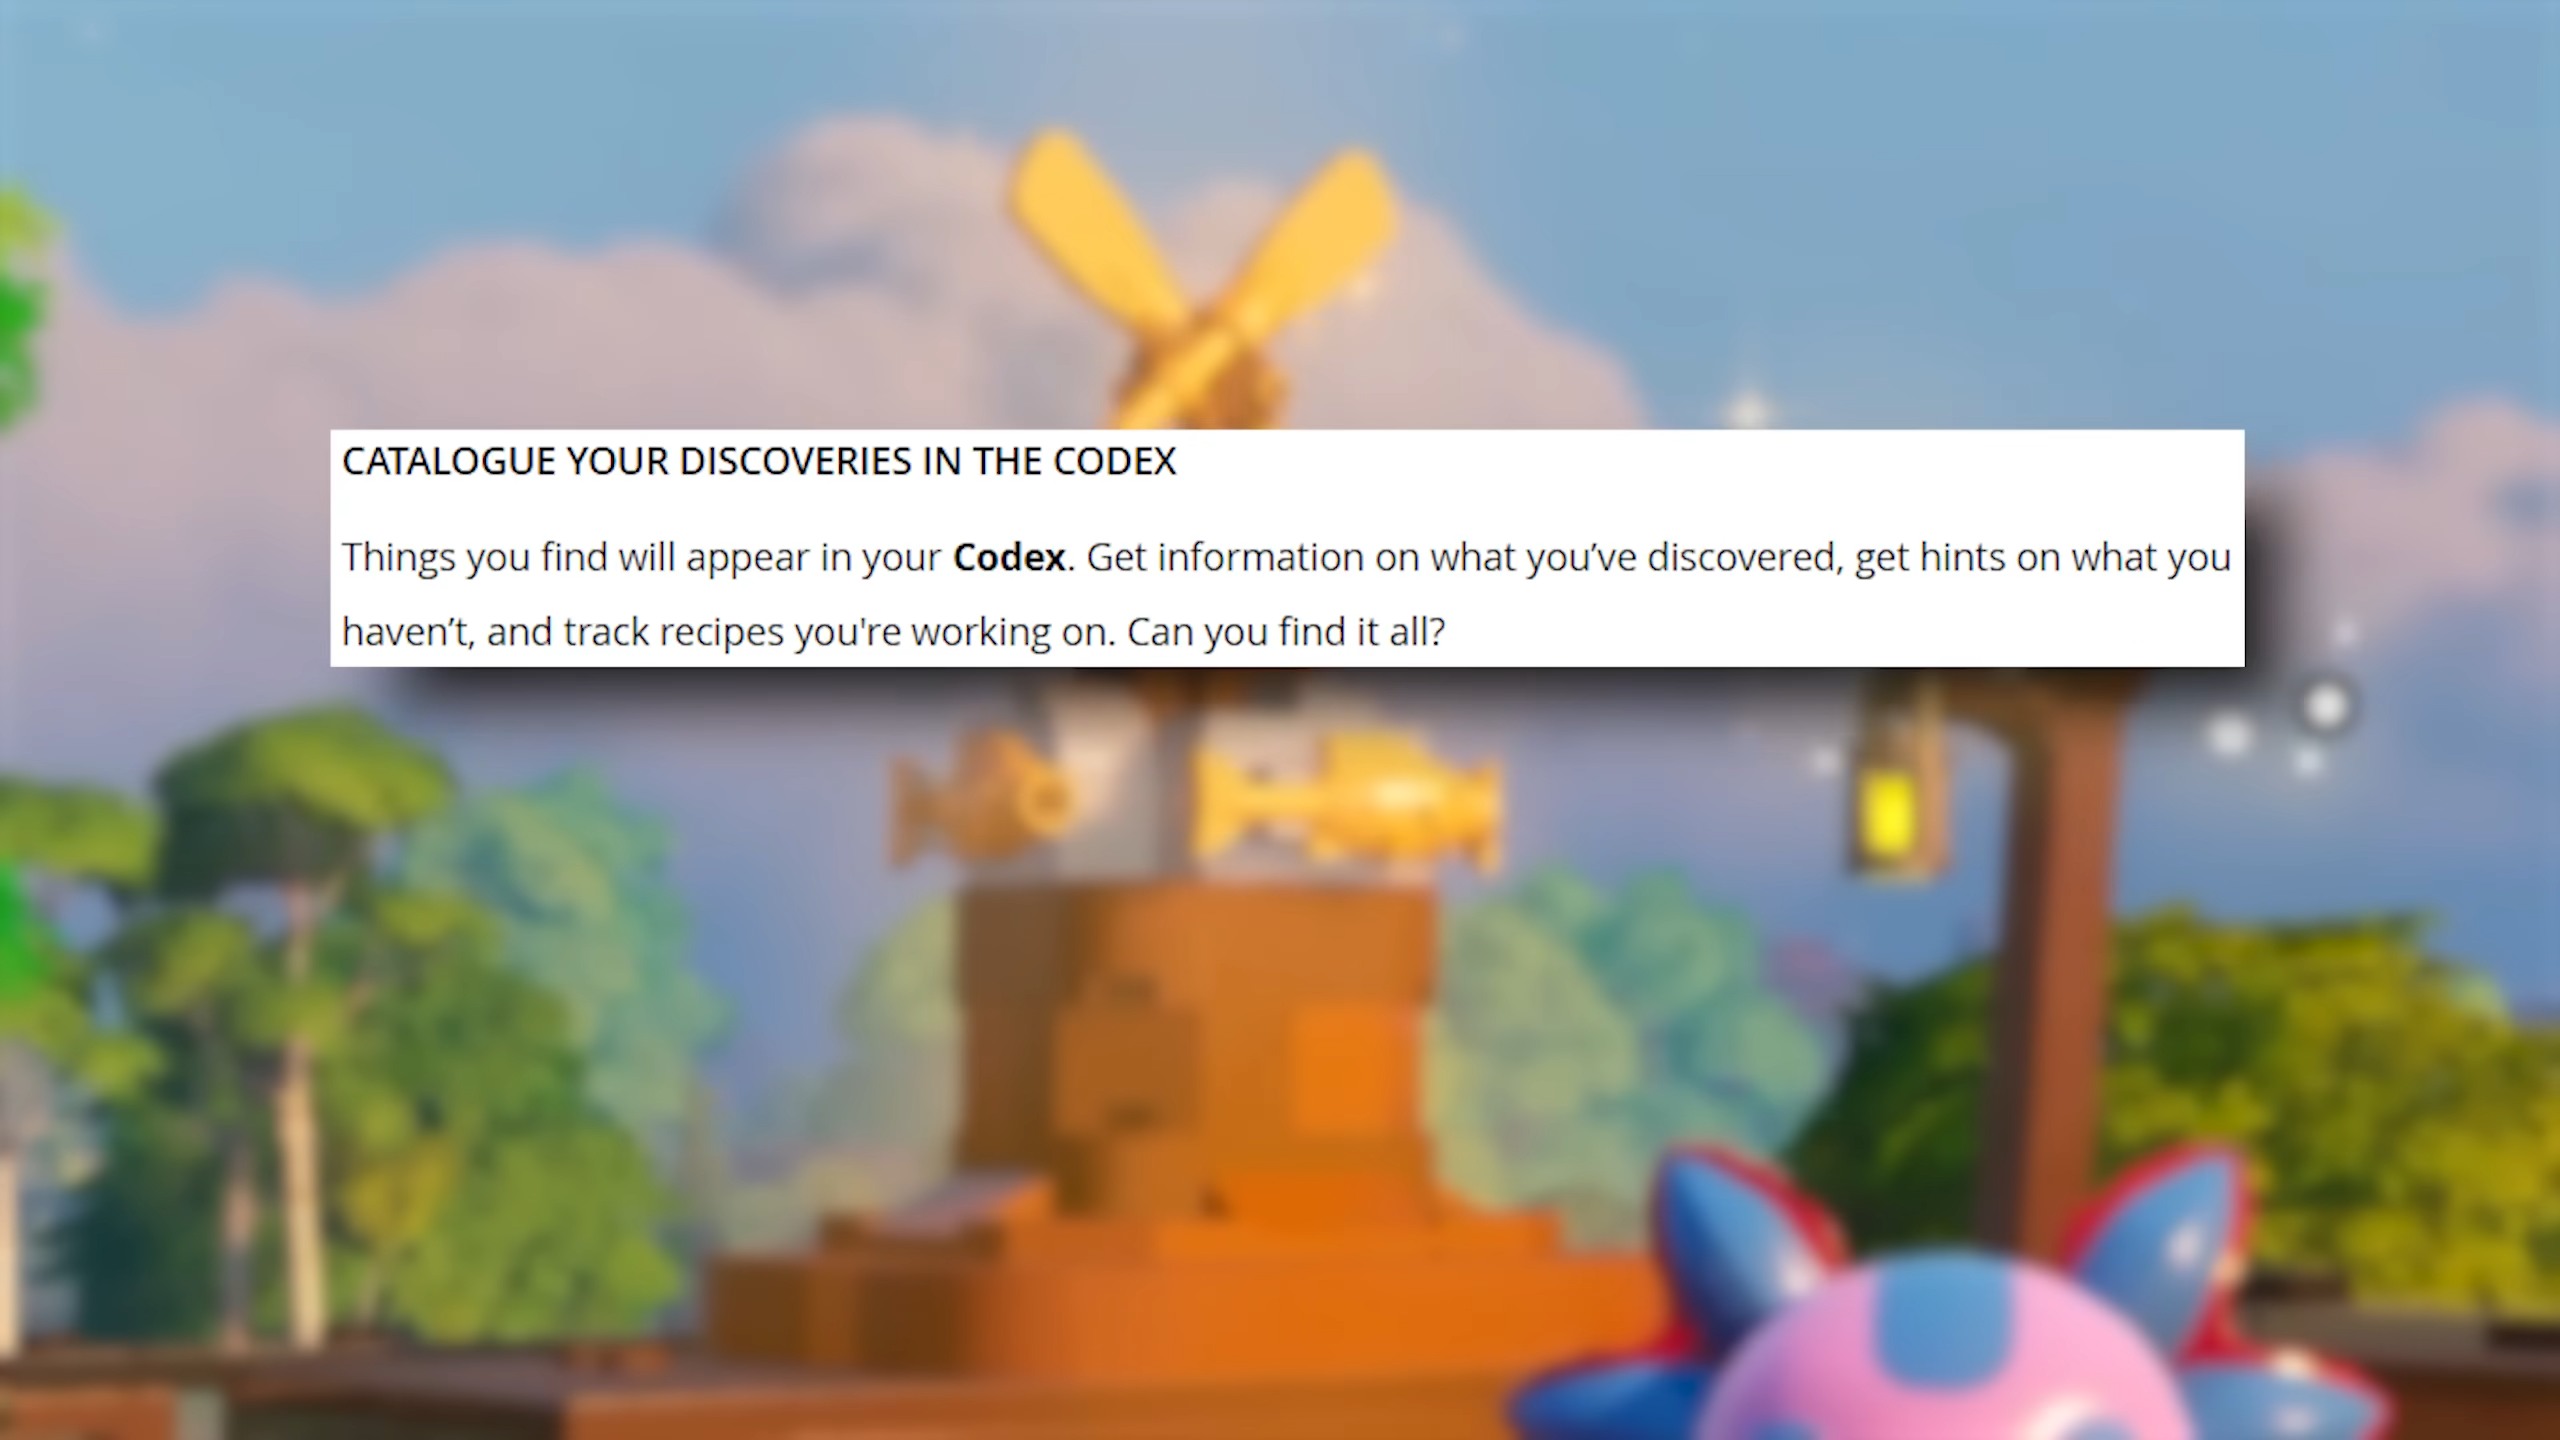 CATALOGUE YOUR DISCOVERIES IN THE CODEX
Things you find will appear in your Codex. Get information on what you’ve discovered, get hints on what you
haven’t, and track recipes you're working on. Can you find it all?